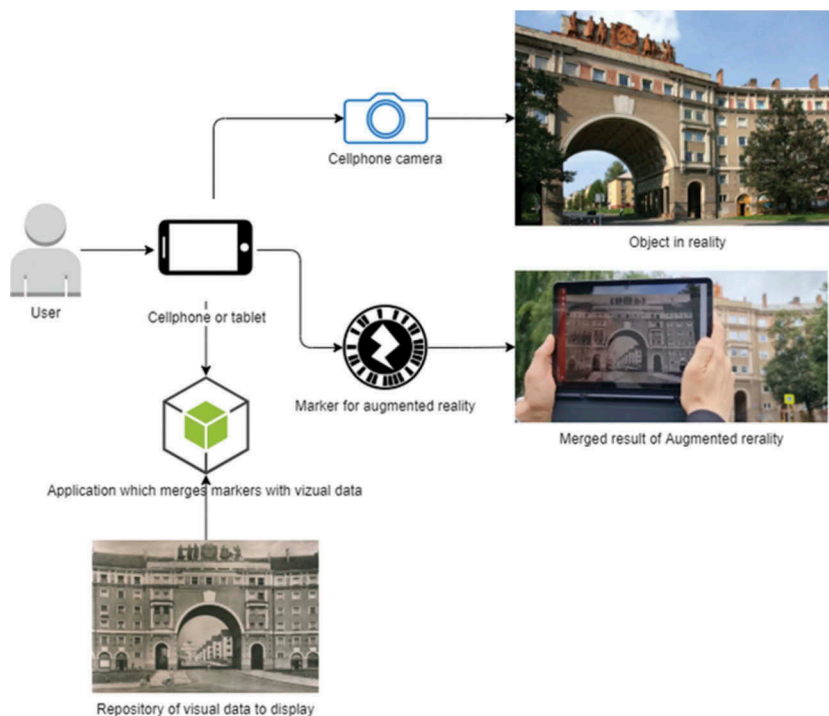 Cellphone camera
Object in reality
User
Cellphone or tablet
Marker for augmented reality
Merged result of Augmented rerality
Application which merges markers with vizual data
Repository of visual data to display